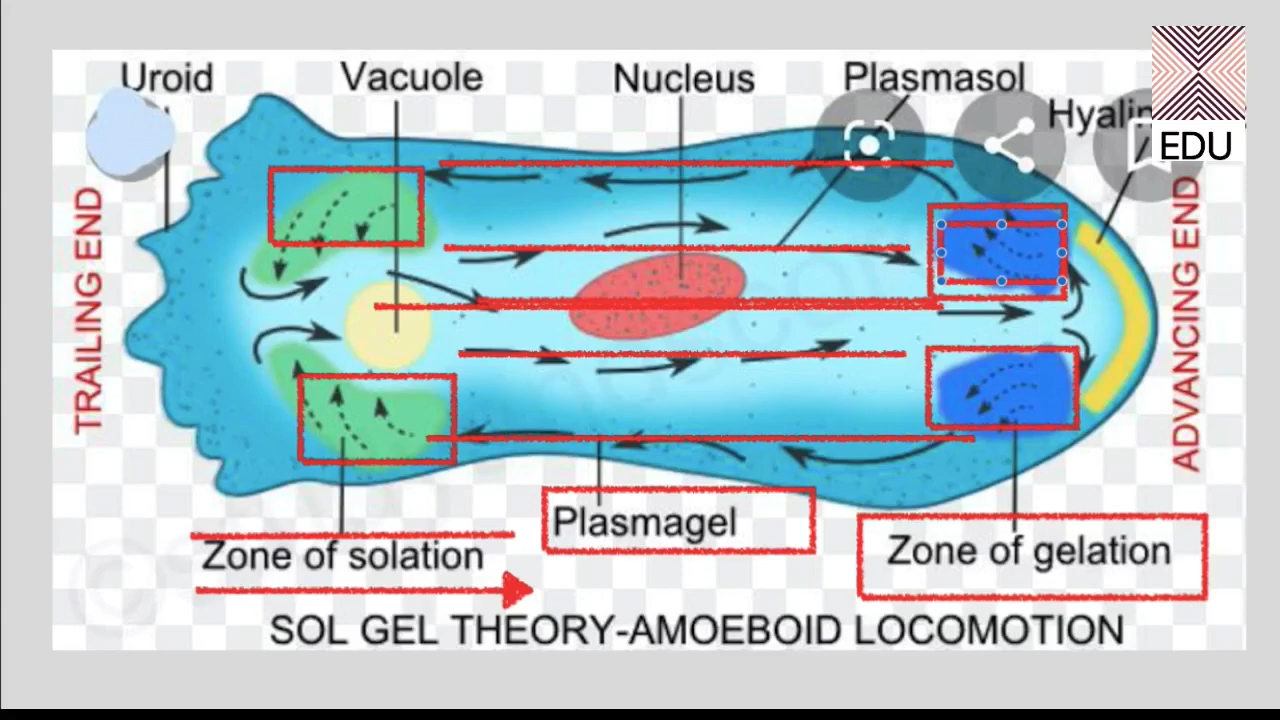 Uroid
Vacuole
Nucleus
Plasmasol
EDU
TRAILING END
ADVANCING END
Plasmagel
Zone of solation
Zone of gelation
SOL GEL THEORY-AMOEBOID LOCOMOTION